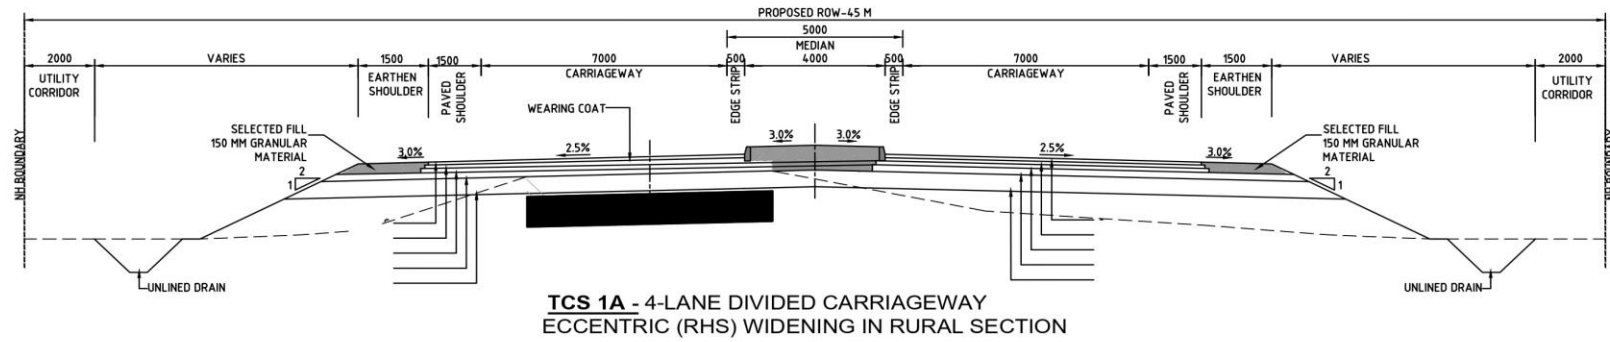 PROPOSED ROW-45 M
5000
MEDIAN
2000
VARIES
1500
1500
7000
500
4000
500
7000
1500
1500
VARIES
2000
UTILITY
CORRIDOR
EARTHEN
SHOULDER
PAVED
SHOULDER
CARRIAGEWAY
EDGE STRIP
EDGE STRIP
CARRIAGEWAY
PAVED
SHOULDER
EARTHEN
SHOULDER
UTILITY
CORRIDOR
WEARING COAT
NH BOUNDARY
SELECTED FILL
150 MM GRANULAR
MATERIAL
3.0%
2.5%
3.0%
3.0%
2.5%
3.0%
SELECTED FILL
150 MM GRANULAR
MATERIAL
2
1
2
1
UNLINED DRAIN
UNLINED DRAIN
TCS 1A - 4-LANE DIVIDED CARRIAGEWAY
ECCENTRIC (RHS) WIDENING IN RURAL SECTION